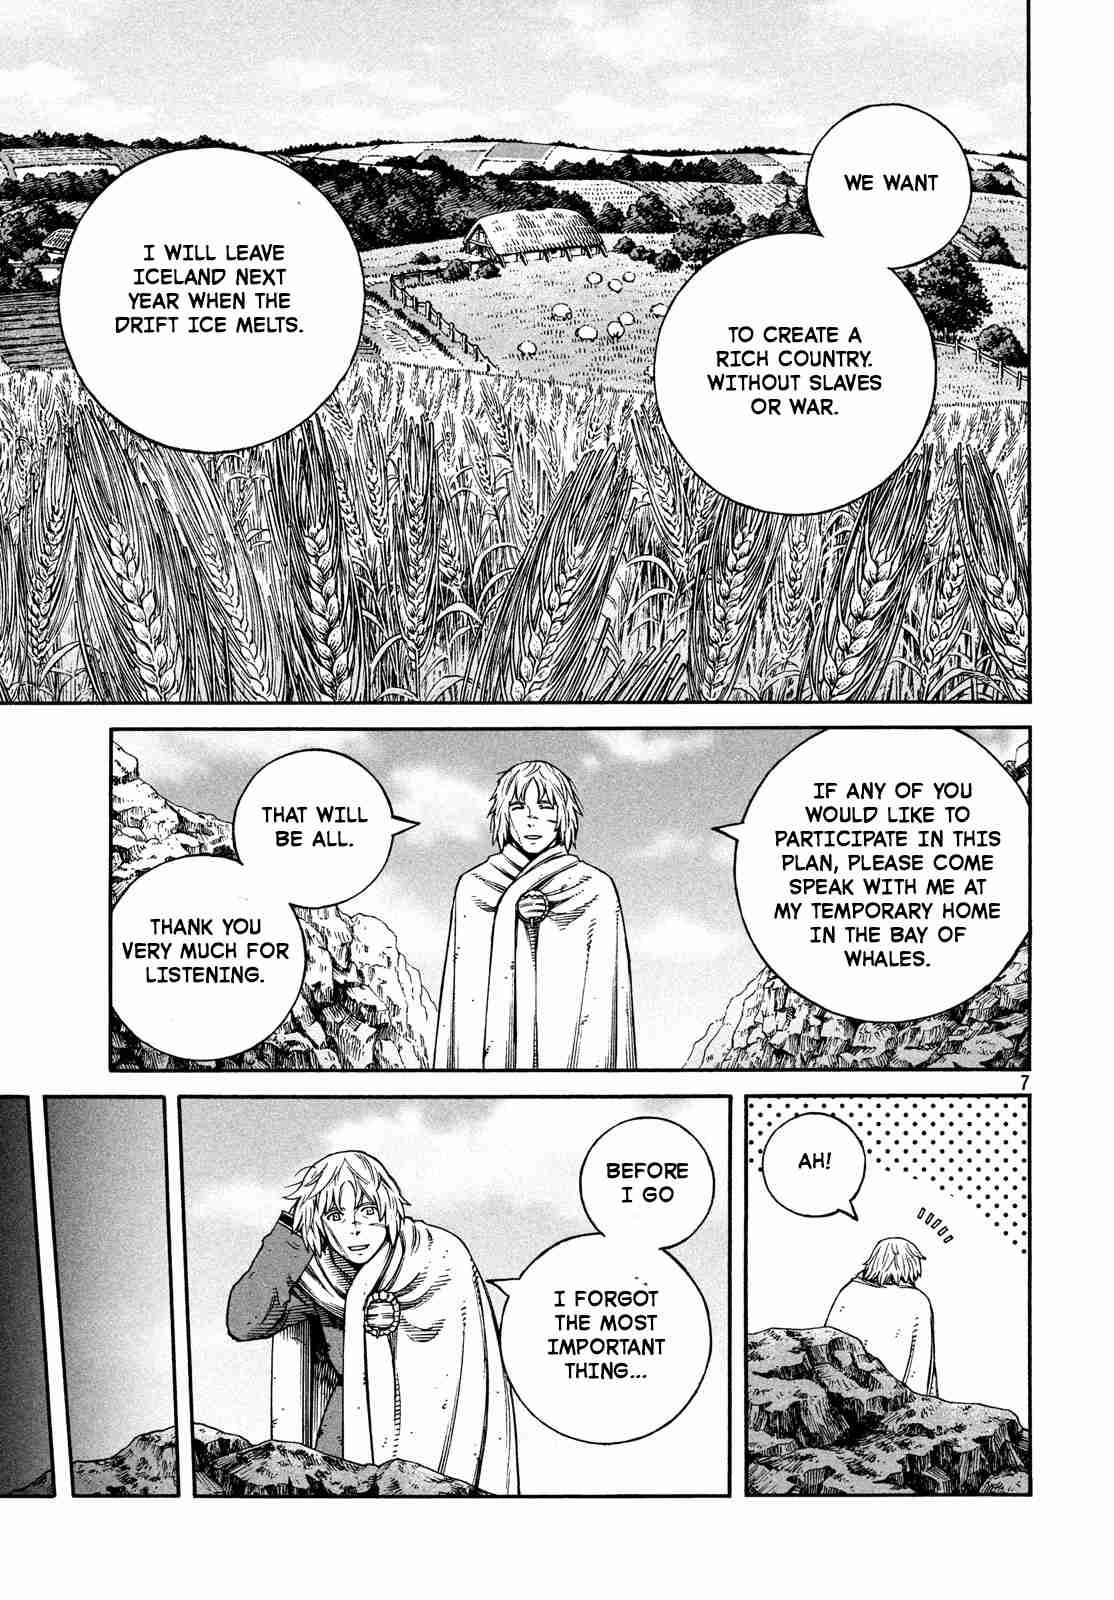 WE WANT
TO CREATE A
RICH COUNTRY.
WITHOUT SLAVES
OR WAR.
I WILL LEAVE
ICELAND NEXT
YEAR WHEN THE
DRIFT ICE MELTS.
IF ANY OF YOU
WOULD LIKE TO
PARTICIPATE IN THIS
PLAN, PLEASE COME
SPEAK WITH ME AT
MY TEMPORARY HOME
IN THE BAY OF
WHALES.
THAT WILL
BE ALL.
THANK YOU
VERY MUCH FOR
LISTENING.
7
AH!
BEFORE
I GO
I FORGOT
THE MOST
IMPORTANT
THING...